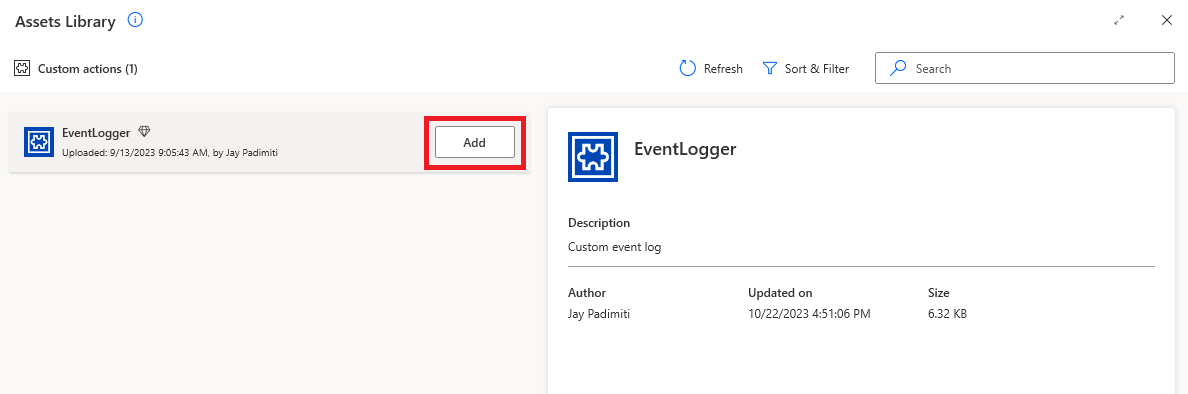 Assets Library
Custom actions (1)
Refresh
Sort & Filter
Search
EventLogger
Uploaded: 9/13/2023 9:05:43 AM, by Jay Padimiti
Add
EventLogger
Description
Custom event log
Author Updated on Size
Jay Padimiti 10/22/2023 4:51:06 PM 6.32 KB